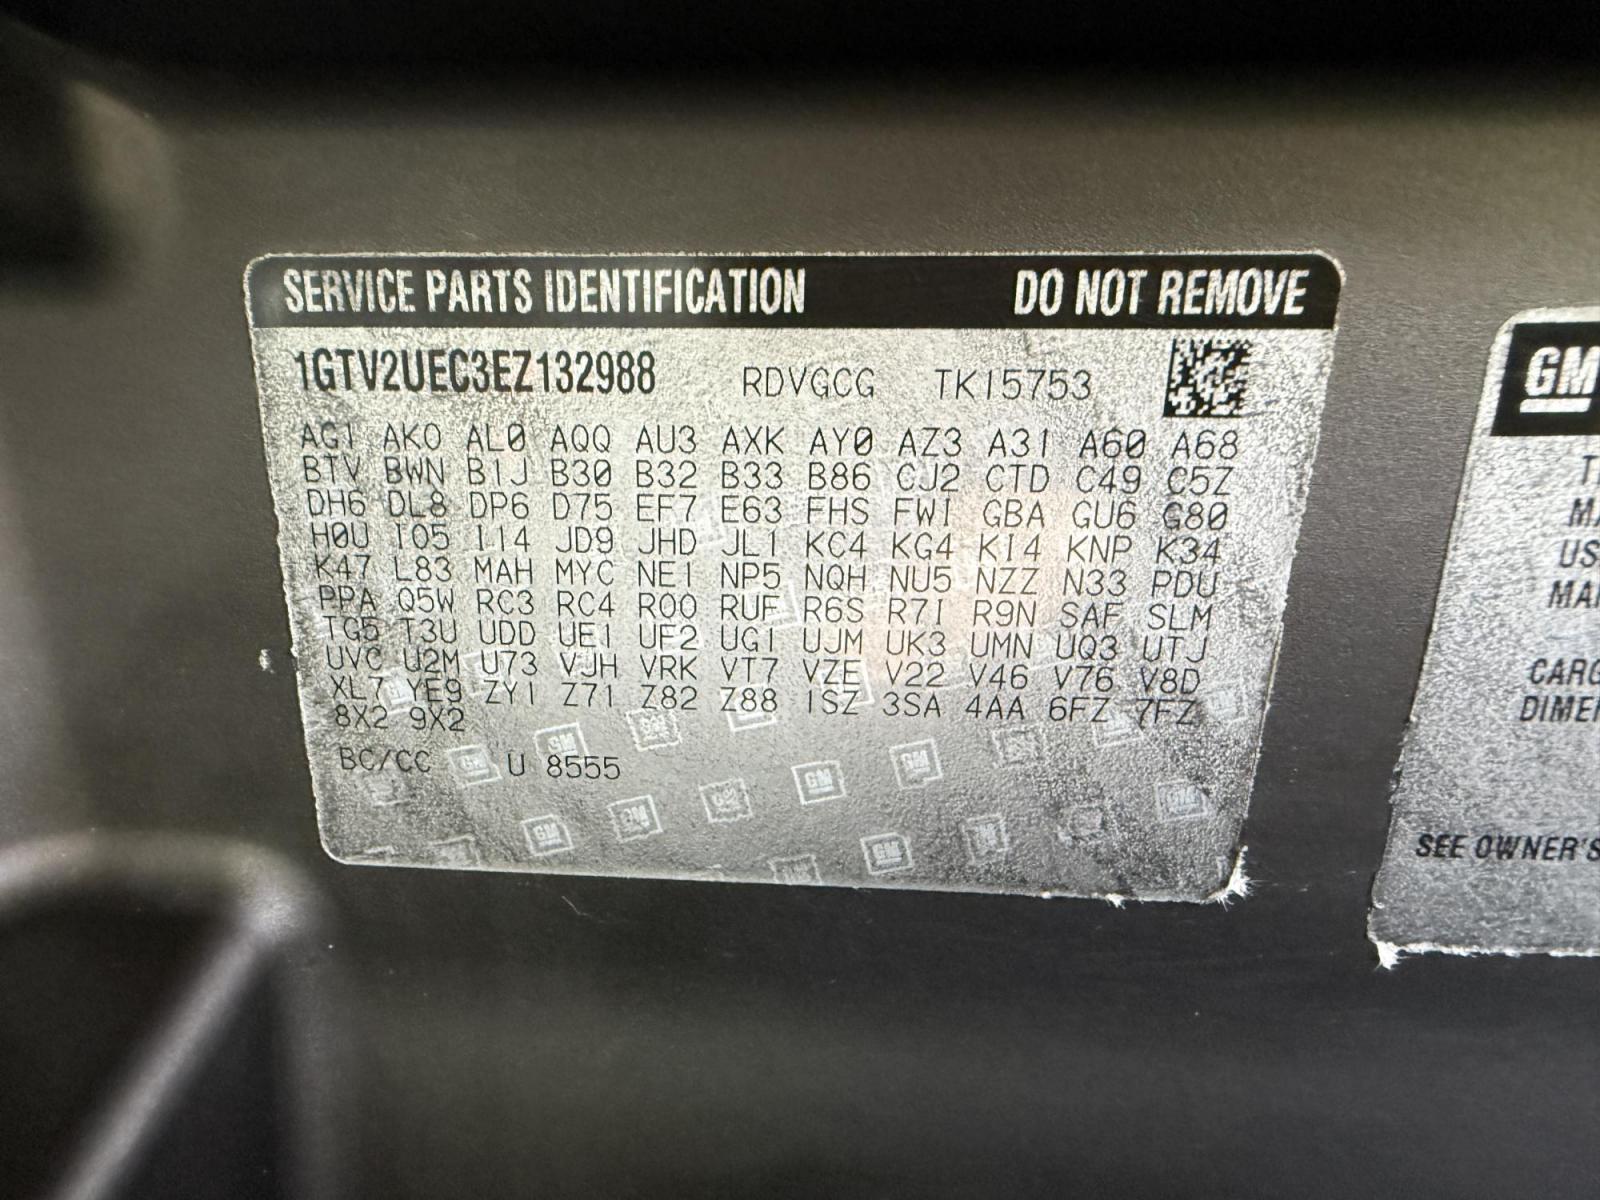 SERVICE PARTS IDENTIFICATION DO NOT REMOVE
1GTV2UEC3EZ132988 RDVGCG TK15753
AG1 AK0 AL0 AQQ AU3 AXK AY0 AZ3 A31 A60 A68
BTV BWN B1J B30 B32 B33 B86 CJ2 CTD C49 C5Z
DH6 DL8 DP6 D75 EF7 E63 FHS FWI GBA GU6 G80
H0U IO5 I14 JD9 JHD JL1 KC4 KG4 KI4 KNP K34
K47 L83 MAH MYC NE1 NP5 NQH NU5 NZZ N33 PDU
PPA Q5W RC3 RC4 ROO RUF R6S R7I R9N SAF SLM
TG5 T3U UDD UE1 UF2 UG1 UJM UK3 UMN UQ3 UTJ
UVC U2M U73 VJH VRK VT7 VZE V22 V46 V76 V8D
XL7 YE9 ZY1 Z71 Z82 Z88 1SZ 3SA 4AA 6FZ 7FZ
8X2 9X2
BC/CC U 8555
GM
CARG
DIMEN
SEE OWNER'S